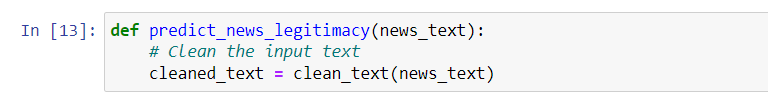 In [13]: def predict_news_legitimacy(news_text):
    # Clean the input text
    cleaned_text = clean_text(news_text)